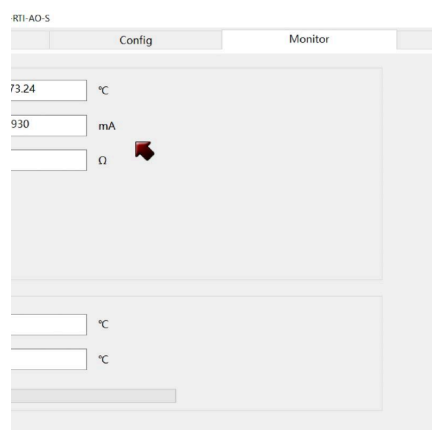 -RTI-AO-S
Config Monitor
73.24 ℃
930 mA
Ω
℃
℃